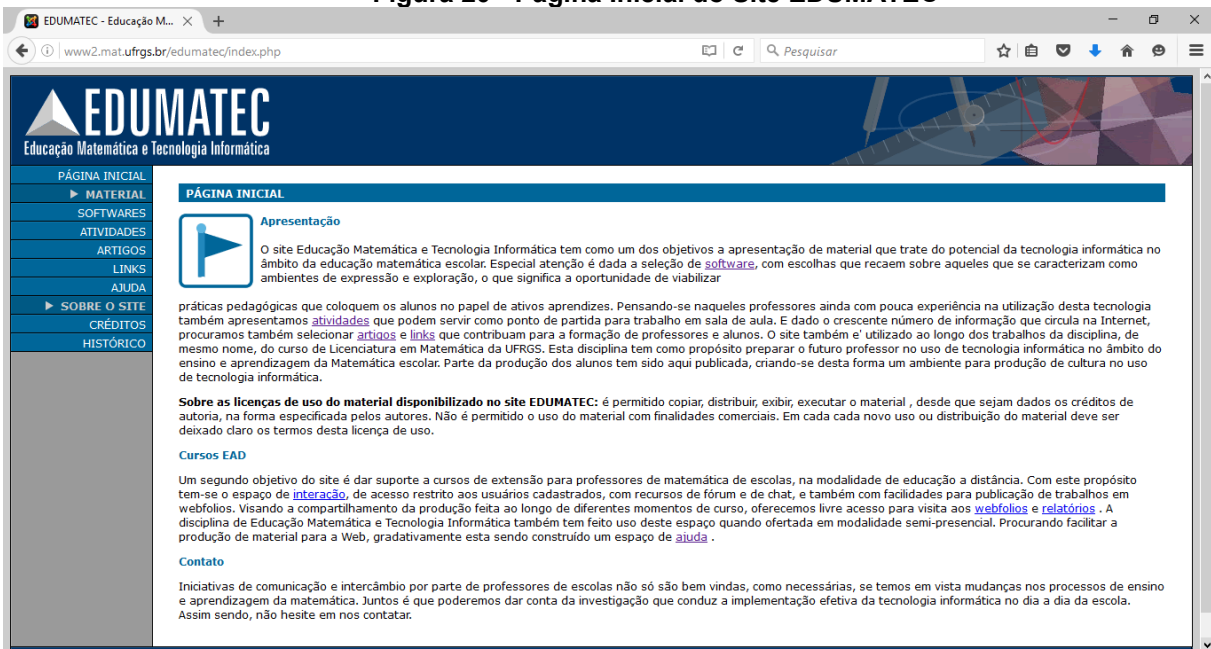 EDUMATEC - Educação M...
www2.mat.ufrgs.br/edumatec/index.php
Pesquisar
EDUMATEC
Educação Matemática e Tecnologia Informática
PÁGINA INICIAL
MATERIAL
SOFTWARES
ATIVIDADES
ARTIGOS
LINKS
AJUDA
SOBRE O SITE
CRÉDITOS
HISTÓRICO
PÁGINA INICIAL
Apresentação
O site Educação Matemática e Tecnologia Informática tem como um dos objetivos a apresentação de material que trate do potencial da tecnologia informática no
âmbito da educação matemática escolar. Especial atenção é dada a seleção de software, com escolhas que recaem sobre aqueles que se caracterizam como
ambientes de expressão e exploração, o que significa a oportunidade de viabilizar
práticas pedagógicas que coloquem os alunos no papel de ativos aprendizes. Pensando-se naqueles professores ainda com pouca experiência na utilização desta tecnologia
também apresentamos atividades que podem servir como ponto de partida para trabalho em sala de aula. E dado o crescente número de informação que circula na Internet,
procuramos também selecionar artigos e links que contribuam para a formação de professores e alunos. O site também e' utilizado ao longo dos trabalhos da disciplina, de
mesmo nome, do curso de Licenciatura em Matemática da UFRGS. Esta disciplina tem como propósito preparar o futuro professor no uso de tecnologia informática no âmbito do
ensino e aprendizagem da Matemática escolar. Parte da produção dos alunos tem sido aqui publicada, criando-se desta forma um ambiente para produção de cultura no uso
de tecnologia informática.
Sobre as licenças de uso do material disponibilizado no site EDUMATEC: é permitido copiar, distribuir, exibir, executar o material , desde que sejam dados os créditos de
autoria, na forma especificada pelos autores. Não é permitido o uso do material com finalidades comerciais. Em cada cada novo uso ou distribuição do material deve ser
deixado claro os termos desta licença de uso.
Cursos EAD
Um segundo objetivo do site é dar suporte a cursos de extensão para professores de matemática de escolas, na modalidade de educação a distância. Com este propósito
tem-se o espaço de interação, de acesso restrito aos usuários cadastrados, com recursos de fórum e de chat, e também com facilidades para publicação de trabalhos em
webfolios. Visando a compartilhamento da produção feita ao longo de diferentes momentos de curso, oferecemos livre acesso para visita aos webfolios e relatórios . A
disciplina de Educação Matemática e Tecnologia Informática também tem feito uso deste espaço quando ofertada em modalidade semi-presencial. Procurando facilitar a
produção de material para a Web, gradativamente esta sendo construído um espaço de ajuda .
Contato
Iniciativas de comunicação e intercâmbio por parte de professores de escolas não só são bem vindas, como necessárias, se temos em vista mudanças nos processos de ensino
e aprendizagem da matemática. Juntos é que poderemos dar conta da investigação que conduz a implementação efetiva da tecnologia informática no dia a dia da escola.
Assim sendo, não hesite em nos contatar.